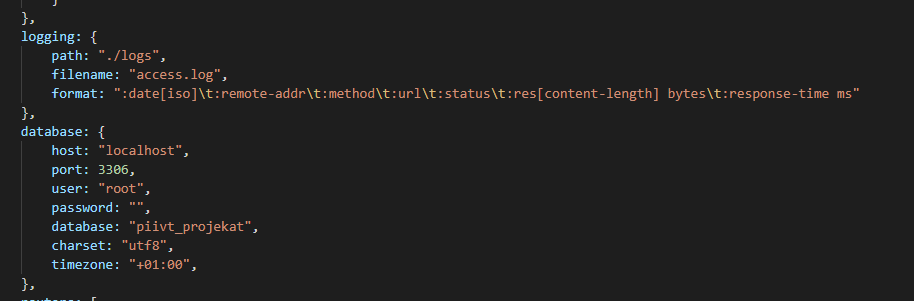 }
},
logging: {
path: "./logs",
filename: "access.log",
format: ":date[iso]\t:remote-addr\t:method\t:url\t:status\t:res[content-length] bytes\t:response-time ms"
},
database: {
host: "localhost",
port: 3306,
user: "root",
password: "",
database: "piivt_projekat",
charset: "utf8",
timezone: "+01:00",
},